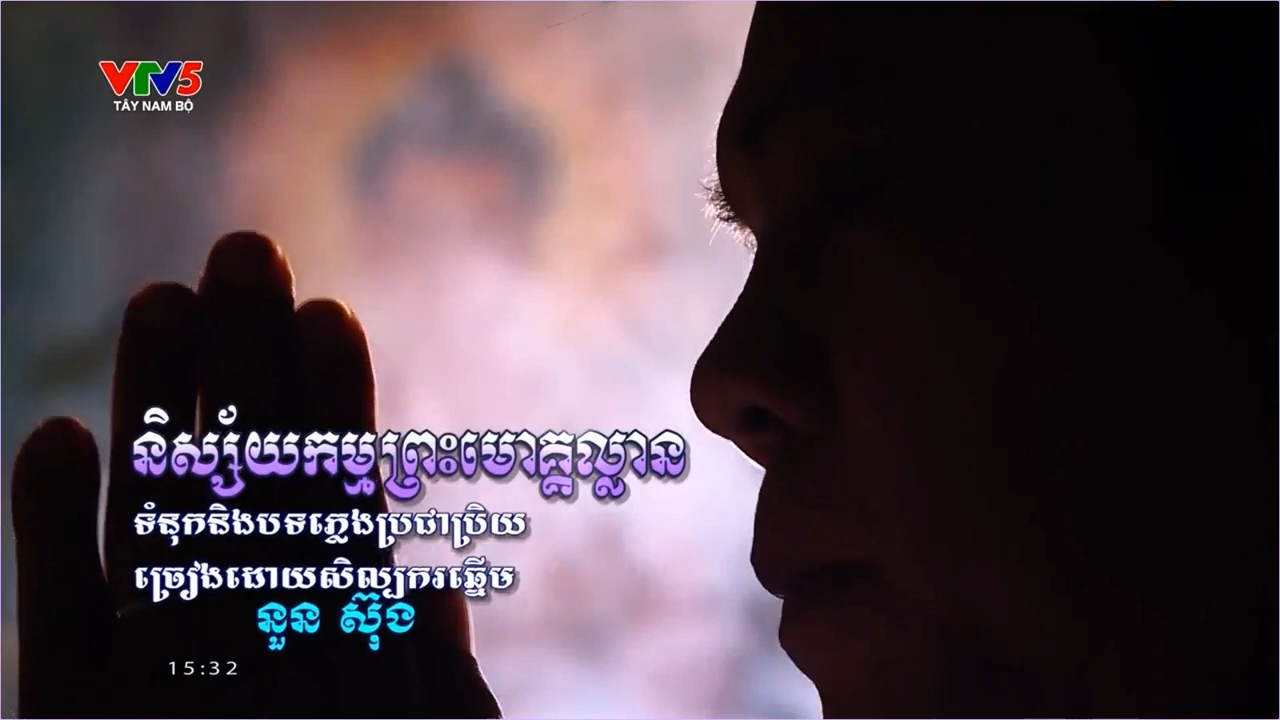 VTV5
TÂY NAM BỘ
និស្ស័យកម្មព្រះមោគ្គល្លាន
ទំនុកនិងបទភ្លេងប្រជាប្រិយ
ច្រៀងដោយសិល្បករឆ្នើម
នួន ស៊ុង
15:32